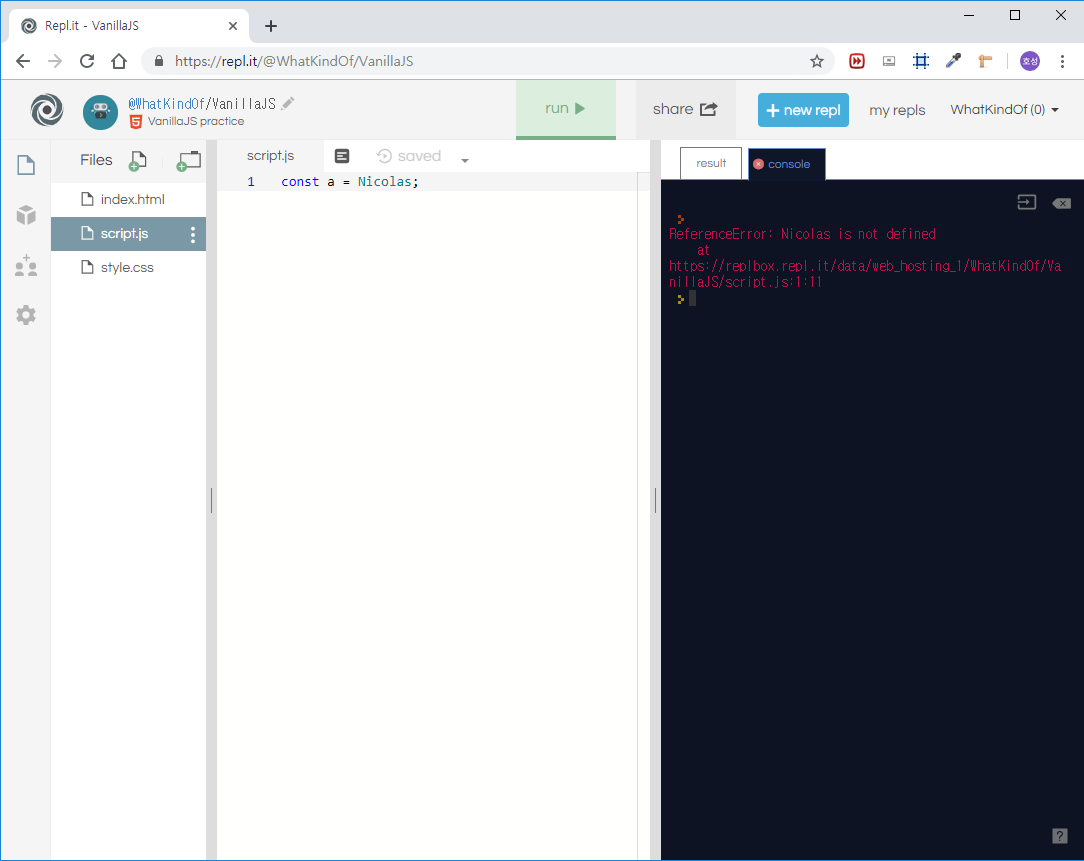 Repl.it - VanillaJS
https://repl.it/@WhatKindOf/VanillaJS
호성
@WhatKindOf/VanillaJS
VanillaJS practice
run
share
+ new repl
my repls
WhatKindOf (0)
Files
index.html
script.js
style.css
script.js
saved
1 const a = Nicolas;
result
console
ReferenceError: Nicolas is not defined
at
https://replbox.repl.it/data/web_hosting_1/WhatKindOf/Va
nillaJS/script.js:1:11
?